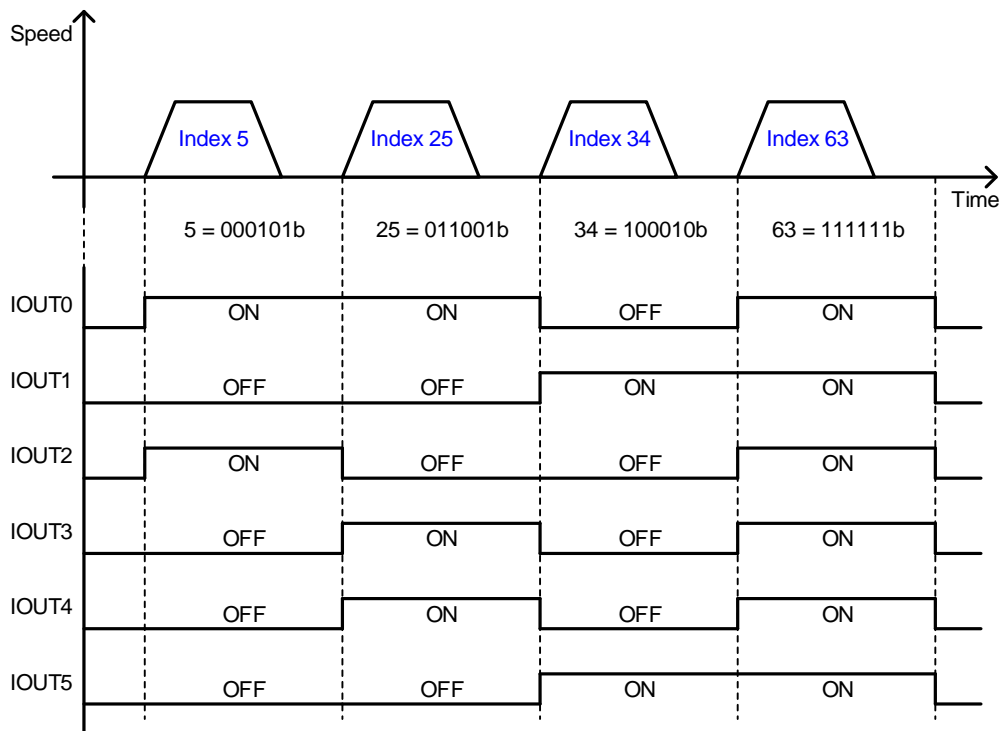 Speed
Index 5 Index 25 Index 34 Index 63
Time
5 = 000101b 25 = 011001b 34 = 100010b 63 = 111111b
IOUT0 ON ON OFF ON
IOUT1 OFF OFF ON ON
IOUT2 ON OFF OFF ON
IOUT3 OFF ON OFF ON
IOUT4 OFF ON OFF ON
IOUT5 OFF OFF ON ON